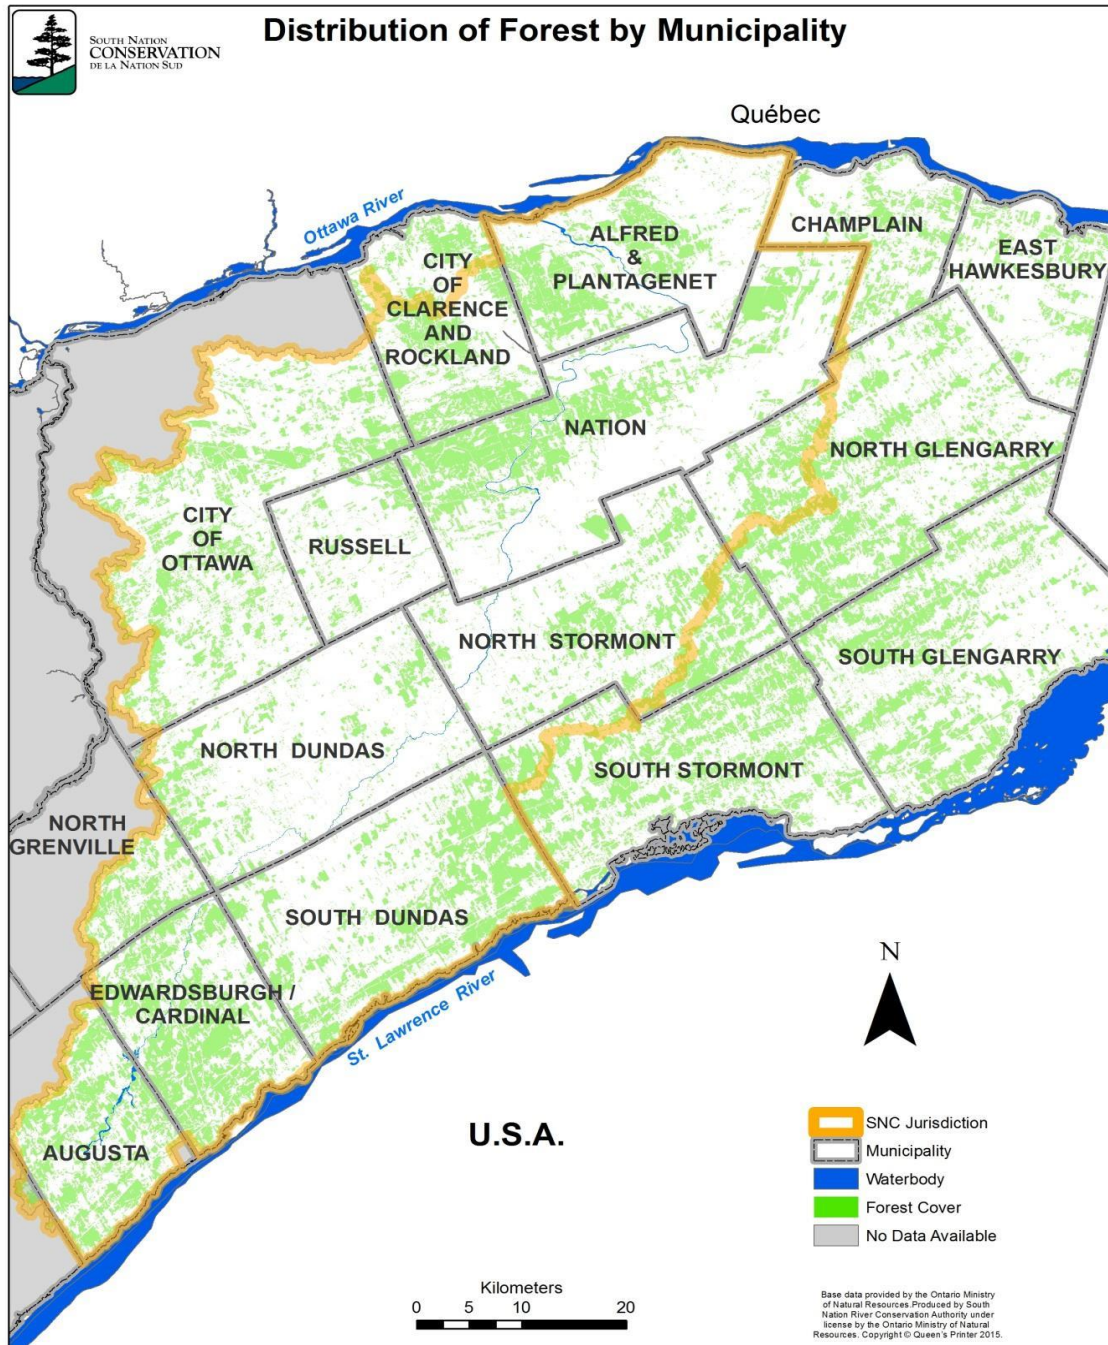 SOUTH NATION
CONSERVATION
DE LA NATION SUD
Distribution of Forest by Municipality
Québec
Ottawa River
CHAMPLAIN
ALFRED
&
PLANTAGENET
EAST
HAWKESBURY
CITY
OF
CLARENCE
AND
ROCKLAND
NATION
NORTH GLENGARRY
CITY
OF
OTTAWA
RUSSELL
NORTH STORMONT
SOUTH GLENGARRY
NORTH DUNDAS
SOUTH STORMONT
NORTH
GRENVILLE
SOUTH DUNDAS
EDWARDSBURGH /
CARDINAL
St. Lawrence River
N
AUGUSTA
U.S.A.
SNC Jurisdiction
Municipality
Waterbody
Forest Cover
No Data Available
Kilometers
0 5 10 20
Base data provided by the Ontario Ministry
of Natural Resources.Produced by South
Nation River Conservation Authority under
license by the Ontario Ministry of Natural
Resources. Copyright © Queen's Printer 2015.